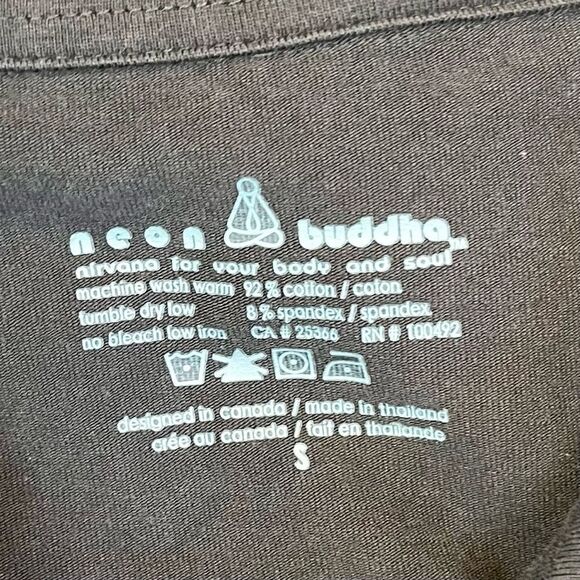 neon buddha™
nirvana for your body and soul™
machine wash warm 92% cotton / coton
tumble dry low 8% spandex / spandex
no bleach low iron CA # 25366 RN # 100492
designed in canada / made in thailand
crée au canada / fait en thaïlande
S